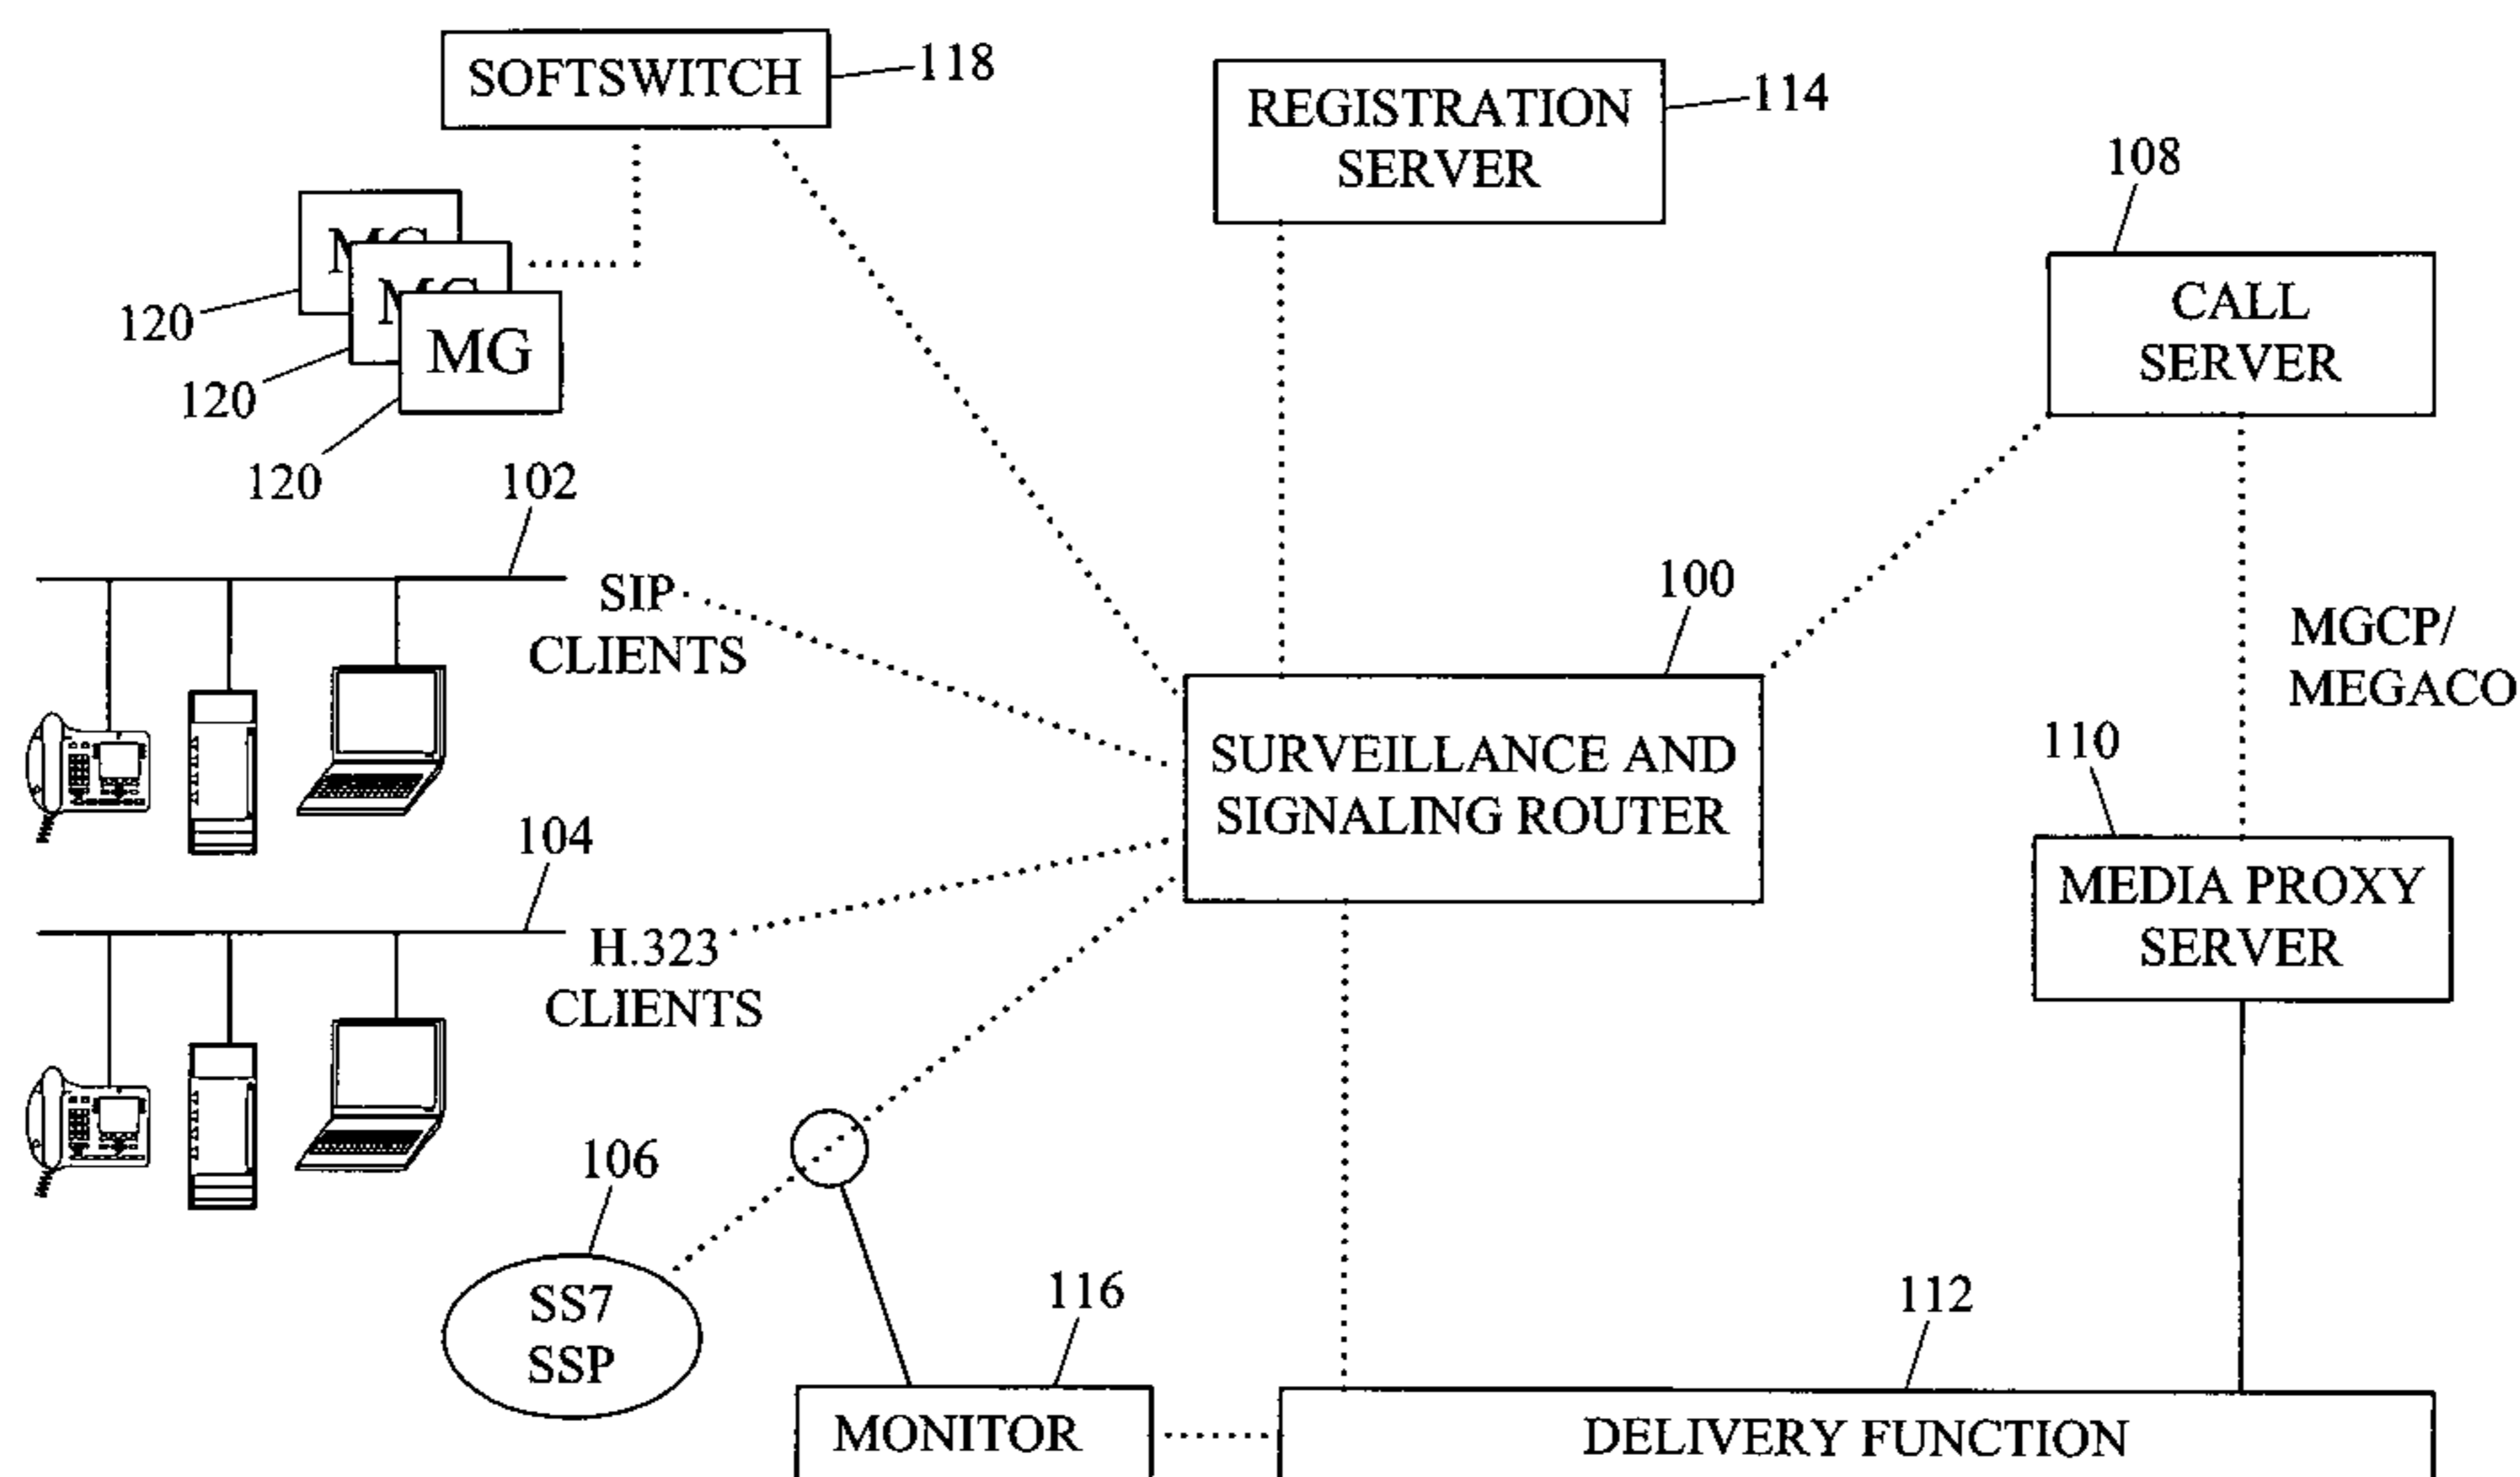 SOFTSWITCH
118
REGISTRATION
SERVER
114
108
CALL
SERVER
MG
120
120
120
102
SIP
CLIENTS
100
SURVEILLANCE AND
SIGNALING ROUTER
MGCP/
MEGACO
110
MEDIA PROXY
SERVER
104
H.323
CLIENTS
106
SS7
SSP
116
MONITOR
112
DELIVERY FUNCTION